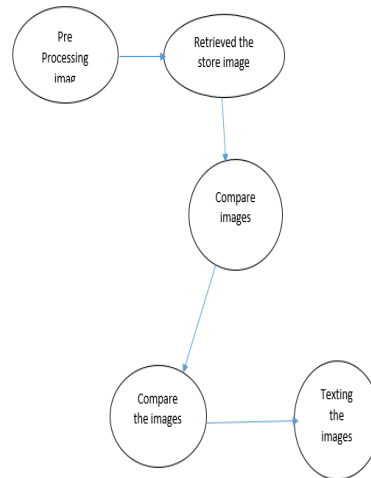 Pre
Processing
imag
Retrieved the
store image
Compare
images
Compare
the images
Texting
the
images